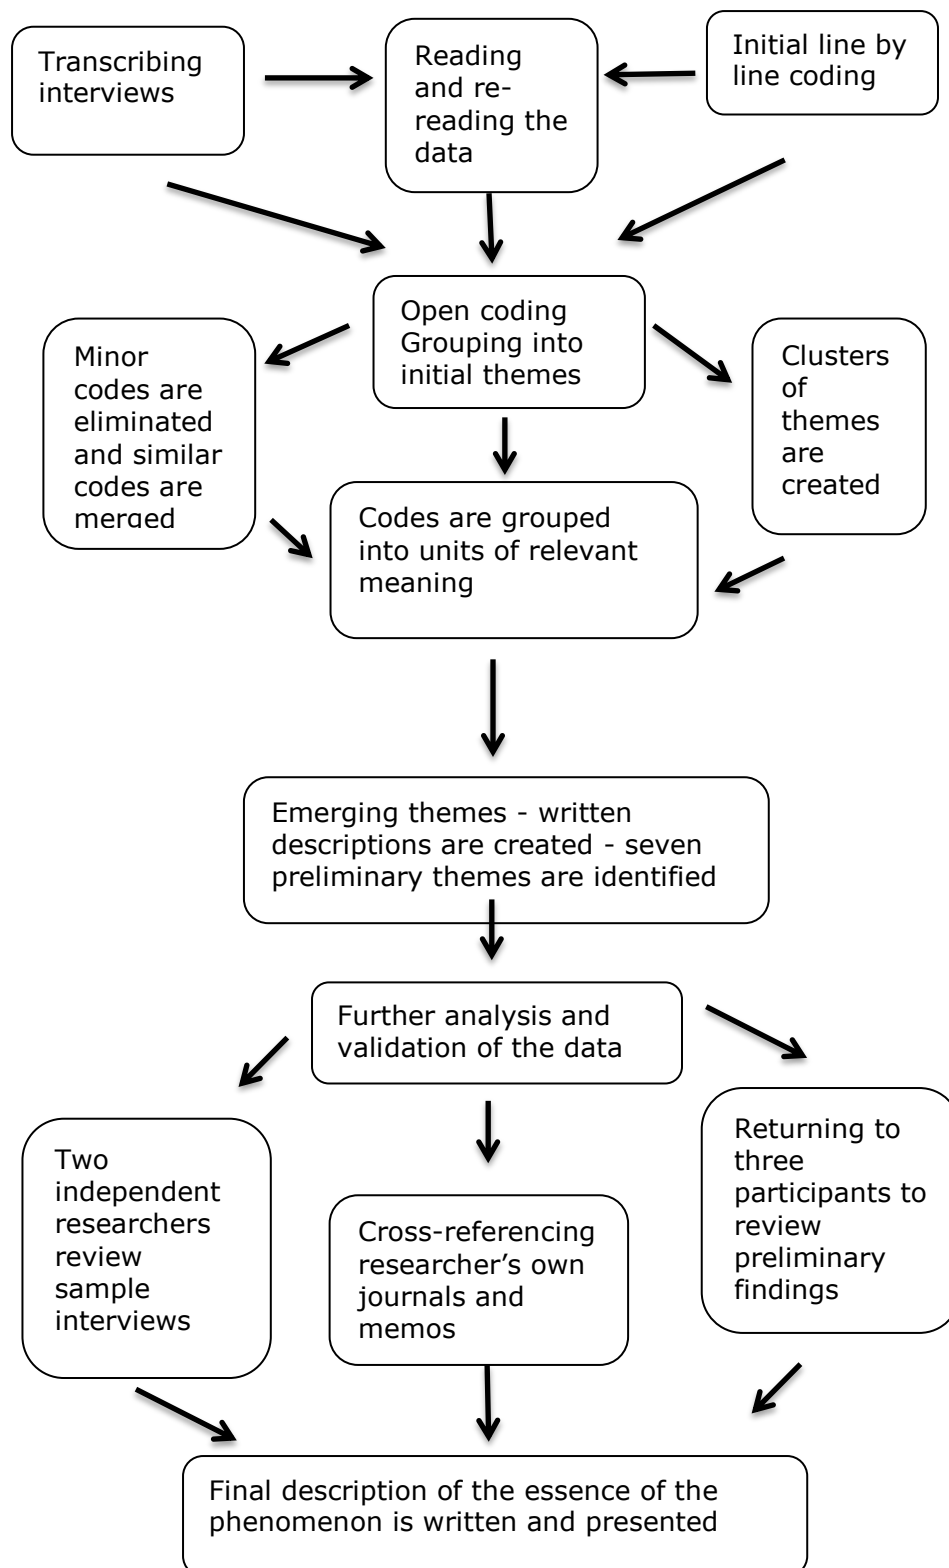 Transcribing
interviews
Reading
and re-
reading the
data
Initial line by
line coding
Open coding
Grouping into
initial themes
Minor
codes are
eliminated
and similar
codes are
merged
Clusters
of
themes
are
created
Codes are grouped
into units of relevant
meaning
Emerging themes - written
descriptions are created - seven
preliminary themes are identified
Further analysis and
validation of the data
Two
independent
researchers
review
sample
interviews
Cross-referencing
researcher’s own
journals and
memos
Returning to
three
participants to
review
preliminary
findings
Final description of the essence of the
phenomenon is written and presented